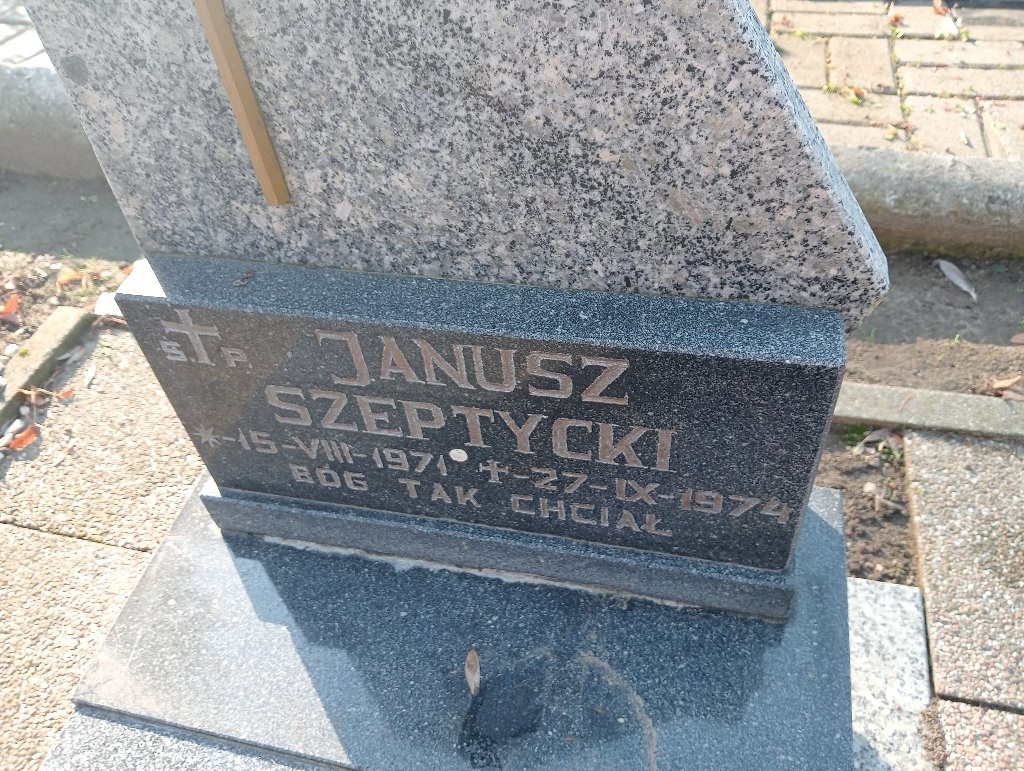 Ś. P.
JANUSZ
SZEPTYCKI
*-15-VIII-1971 ✝-27-IX-1974
BÓG TAK CHCIAŁ